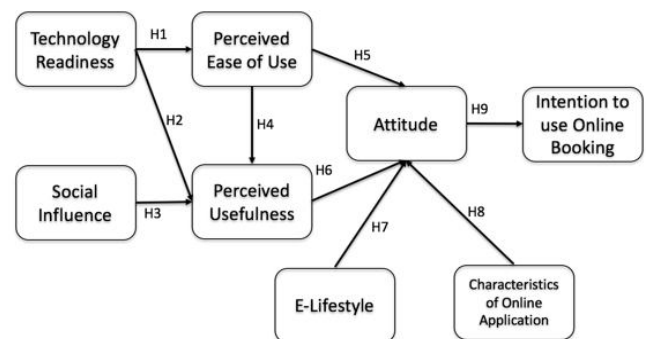 Technology
Readiness
H1
Perceived
Ease of Use
H5
H2
H4
Attitude
H9
Intention to
use Online
Booking
Social
Influence
H3
Perceived
Usefulness
H6
H7
H8
E-Lifestyle
Characteristics
of Online
Application